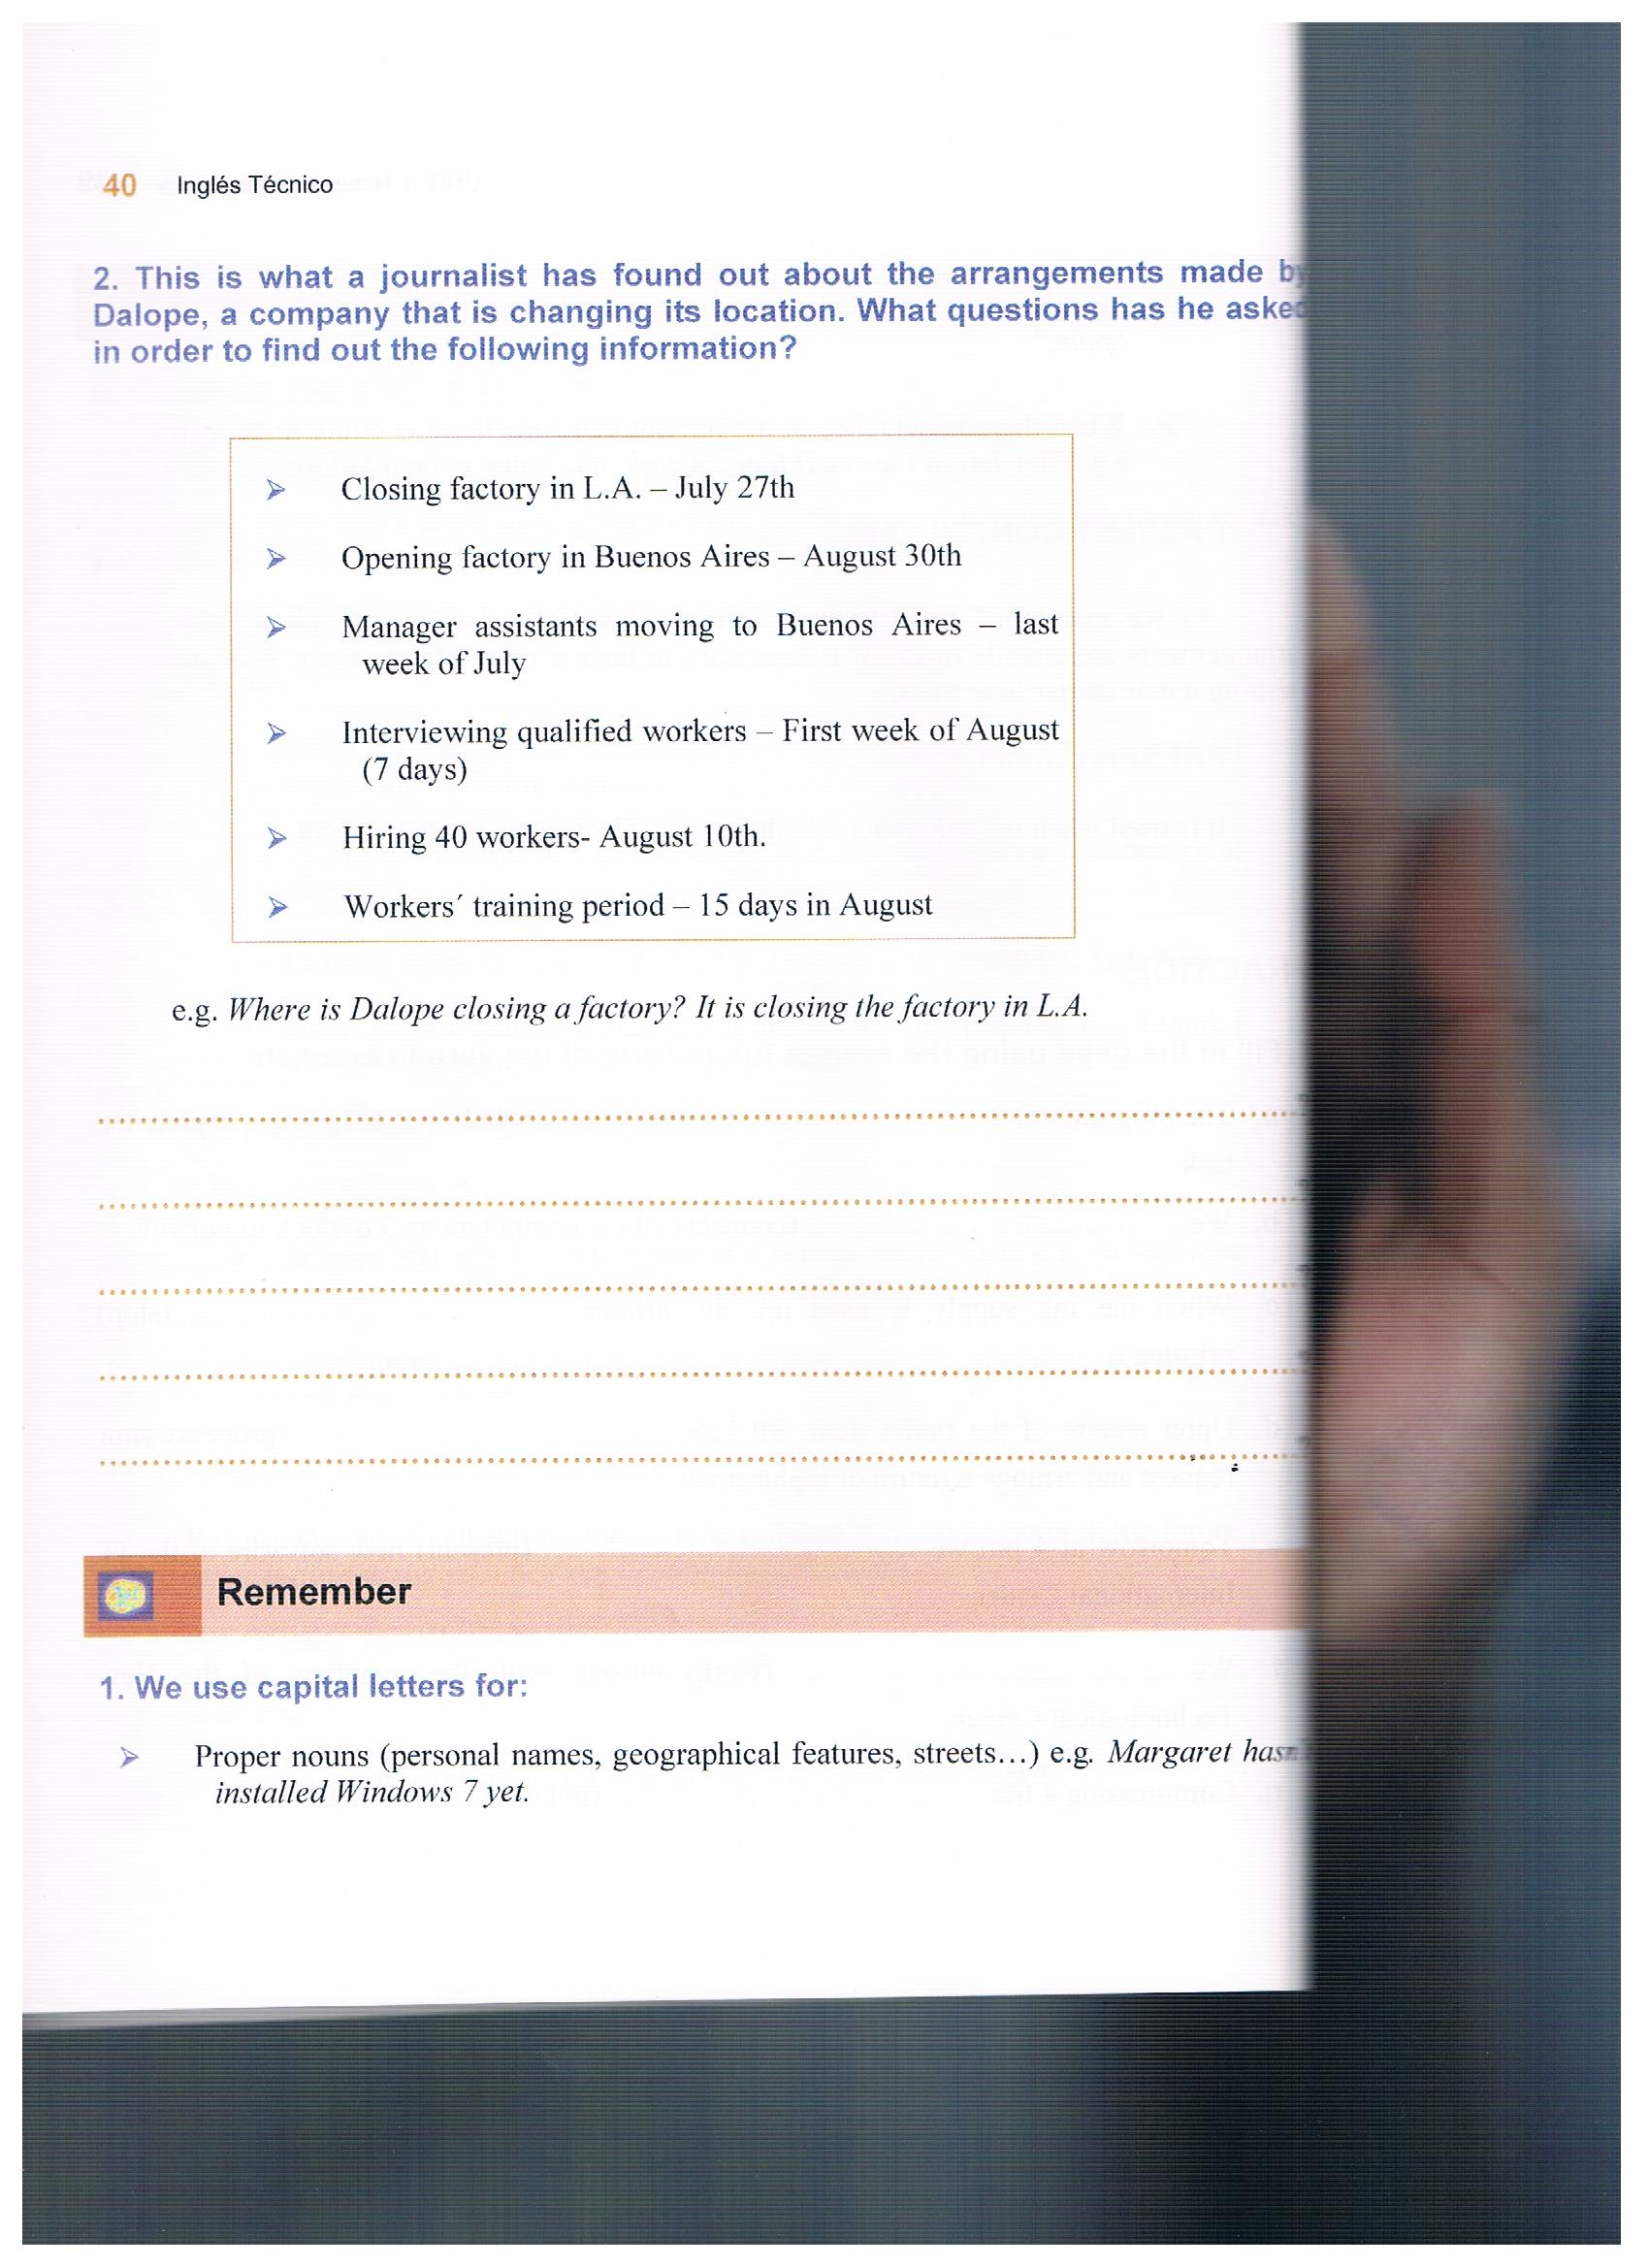 40 Inglés Técnico
2. This is what a journalist has found out about the arrangements made by
Dalope, a company that is changing its location. What questions has he asked
in order to find out the following information?
➢ Closing factory in L.A. – July 27th
➢ Opening factory in Buenos Aires – August 30th
➢ Manager assistants moving to Buenos Aires – last
week of July
➢ Interviewing qualified workers – First week of August
(7 days)
➢ Hiring 40 workers- August 10th.
➢ Workers´ training period – 15 days in August
e.g. Where is Dalope closing a factory? It is closing the factory in L.A.
Remember
1. We use capital letters for:
➢ Proper nouns (personal names, geographical features, streets...) e.g. Margaret
installed Windows 7 yet.